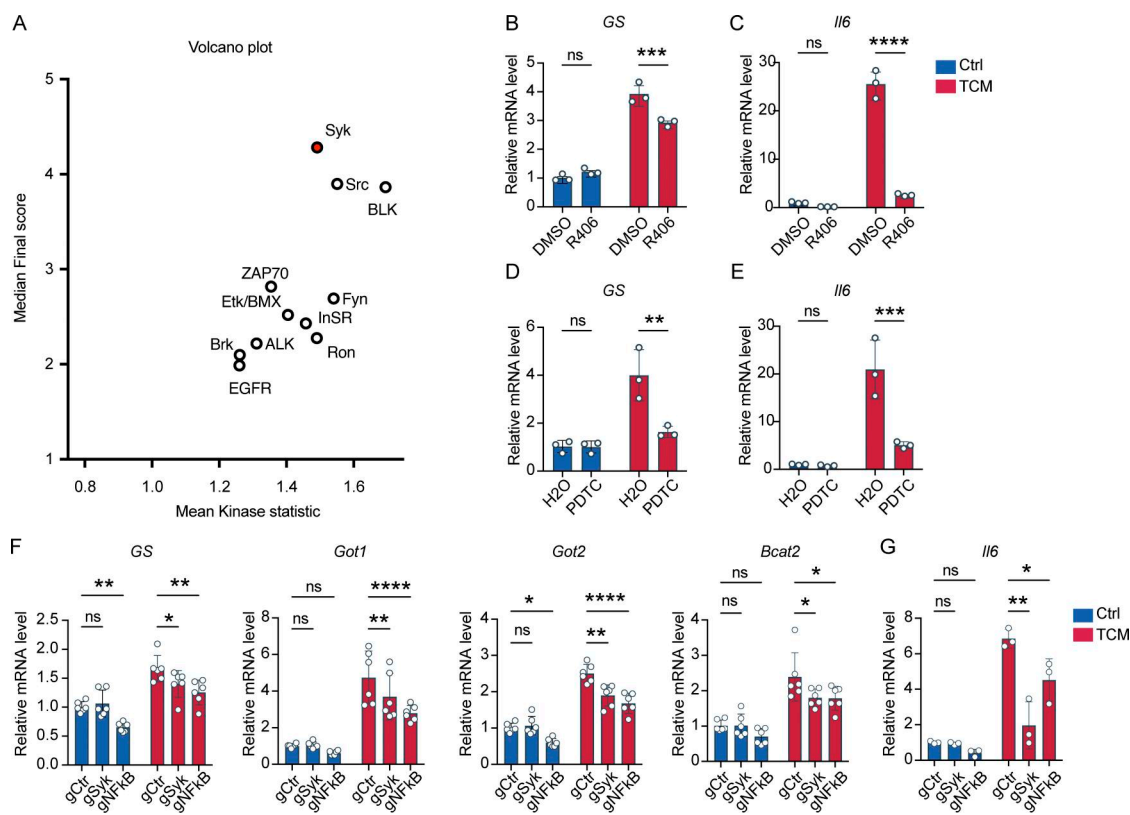 A
Volcano plot
5
4
3
2
1
0.8
1.0
1.2
1.4
1.6
Median Final score
Mean Kinase statistic
Syk
Src
BLK
ZAP70
Etk/BMX
Fyn
InSR
Brk
ALK
Ron
EGFR
B
GS
ns
***
Relative mRNA level
5
4
3
2
1
0
DMSO
R406
DMSO
R406
C
Il6
ns
****
Relative mRNA level
30
20
10
0
DMSO
R406
DMSO
R406
Ctrl
TCM
D
GS
ns
**
Relative mRNA level
6
4
2
0
H2O
PDTC
H2O
PDTC
E
Il6
ns
***
Relative mRNA level
30
20
10
0
H2O
PDTC
H2O
PDTC
F
GS
**
ns
**
*
Relative mRNA level
2.5
2.0
1.5
1.0
0.5
0.0
gCtr
gSyk
gNFkB
gCtr
gSyk
gNFkB
Got1
ns
ns
****
**
Relative mRNA level
8
6
4
2
0
gCtr
gSyk
gNFkB
gCtr
gSyk
gNFkB
Got2
*
ns
****
**
Relative mRNA level
4
3
2
1
0
gCtr
gSyk
gNFkB
gCtr
gSyk
gNFkB
Bcat2
ns
ns
*
*
Relative mRNA level
4
3
2
1
0
gCtr
gSyk
gNFkB
gCtr
gSyk
gNFkB
G
Il6
ns
ns
*
**
Relative mRNA level
8
6
4
2
0
gCtr
gSyk
gNFkB
gCtr
gSyk
gNFkB
Ctrl
TCM